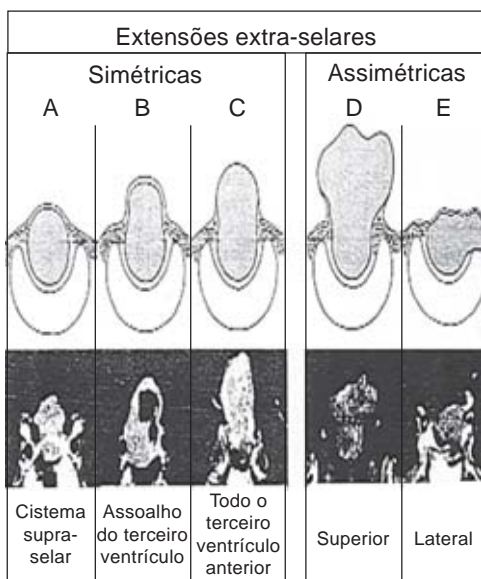 Extensões extra-selares
Simétricas
Assimétricas
A B C D E
Cistema
supra-
selar
Assoalho
do terceiro
ventrículo
Todo o
terceiro
ventrículo
anterior
Superior
Lateral